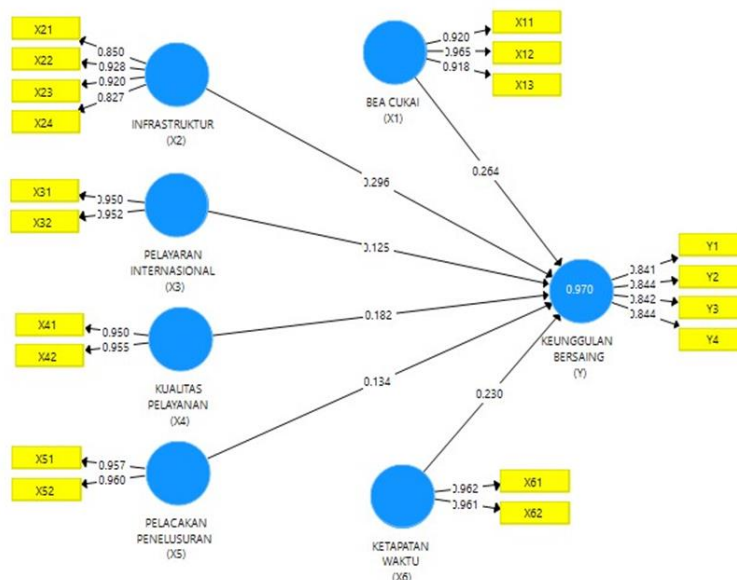 X21
0.850
X22
0.928
X23
0.920
X24
0.827
INFRASTRUKTUR
(X2)
X11
0.920
X12
0.965
X13
0.918
BEA CUKAI
(X1)
0.296
0.264
X31
0.950
X32
0.952
PELAYARAN
INTERNASIONAL
(X3)
0.125
X41
0.950
X42
0.955
KUALITAS
PELAYANAN
(X4)
0.182
0.970
KEUNGGULAN
BERSAING
(Y)
Y1
0.841
Y2
0.844
Y3
0.842
Y4
0.844
X51
0.957
X52
0.960
PELACAKAN
PENELUSURAN
(X5)
0.134
0.230
X61
0.962
X62
0.961
KETAPATAN
WAKTU
(X6)